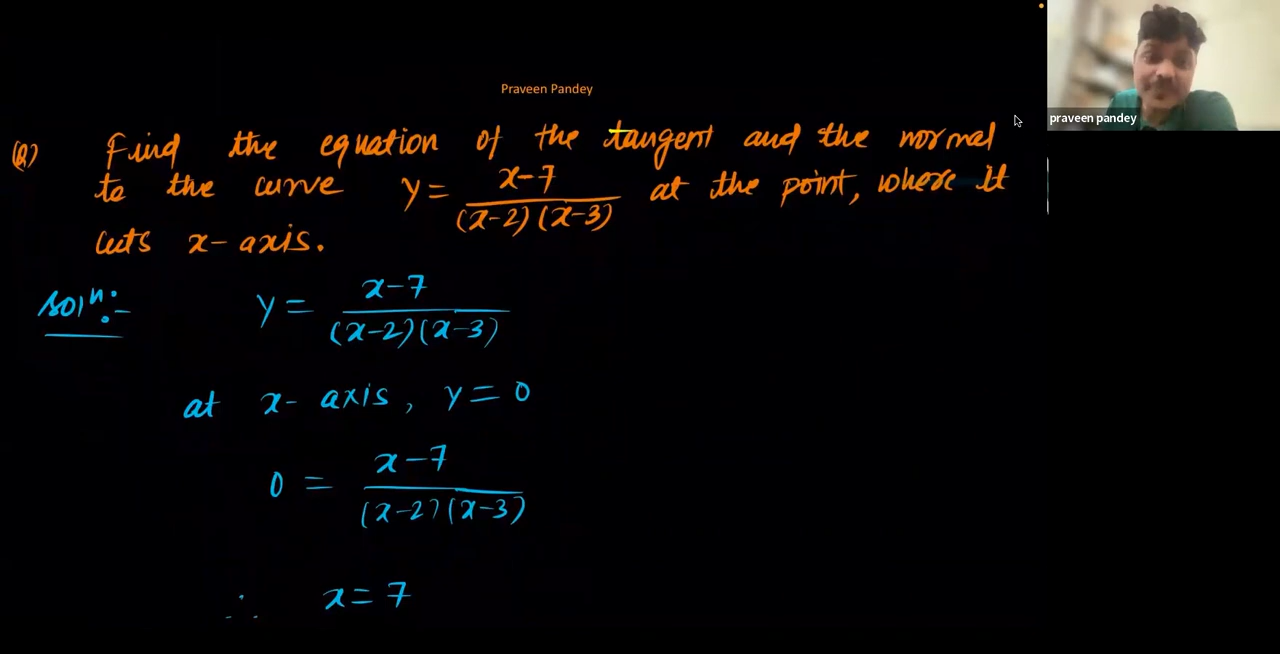 Praveen Pandey
praveen pandey
(Q) Find the equation of the tangent and the normal
to the curve y = x-7 / (x-2)(x-3) at the point, where it
cuts x-axis.
Soln:- y = x-7 / (x-2)(x-3)
at x-axis, y = 0
0 = x-7 / (x-2)(x-3)
∴ x = 7